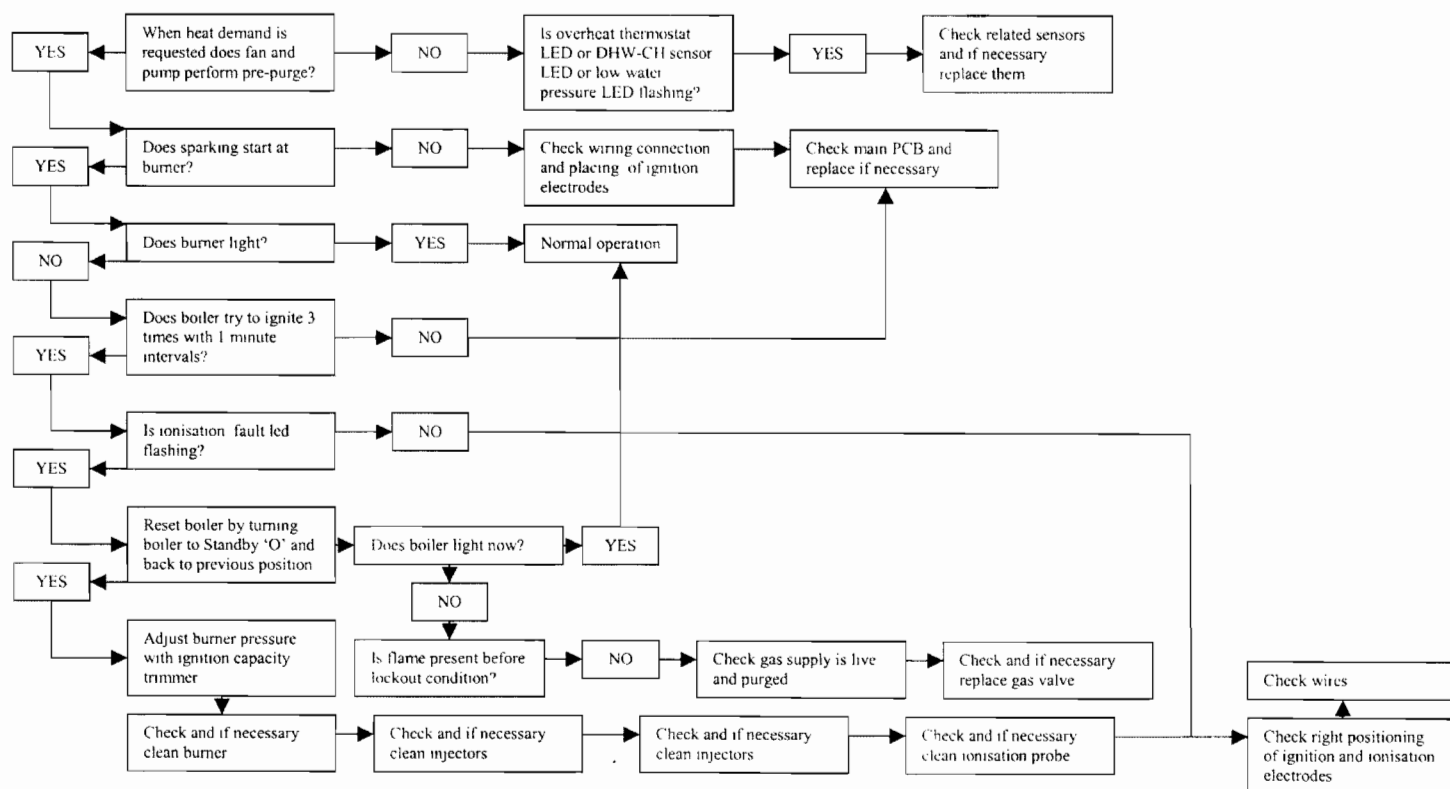 YES
When heat demand is
requested does fan and
pump perform pre-purge?
NO
Is overheat thermostat
LED or DHW-CH sensor
LED or low water
pressure LED flashing?
YES
Check related sensors
and if necessary
replace them
Does sparking start at
burner?
NO
Check wiring connection
and placing of ignition
electrodes
Check main PCB and
replace if necessary
YES
Does burner light?
YES
Normal operation
NO
Does boiler try to ignite 3
times with 1 minute
intervals?
NO
YES
Is ionisation fault led
flashing?
NO
YES
Reset boiler by turning
boiler to Standby ‘O’ and
back to previous position
Does boiler light now?
YES
YES
NO
Adjust burner pressure
with ignition capacity
trimmer
Is flame present before
lockout condition?
NO
Check gas supply is live
and purged
Check and if necessary
replace gas valve
Check wires
Check and if necessary
clean burner
Check and if necessary
clean injectors
Check and if necessary
clean injectors
Check and if necessary
clean ionisation probe
Check right positioning
of ignition and ionisation
electrodes